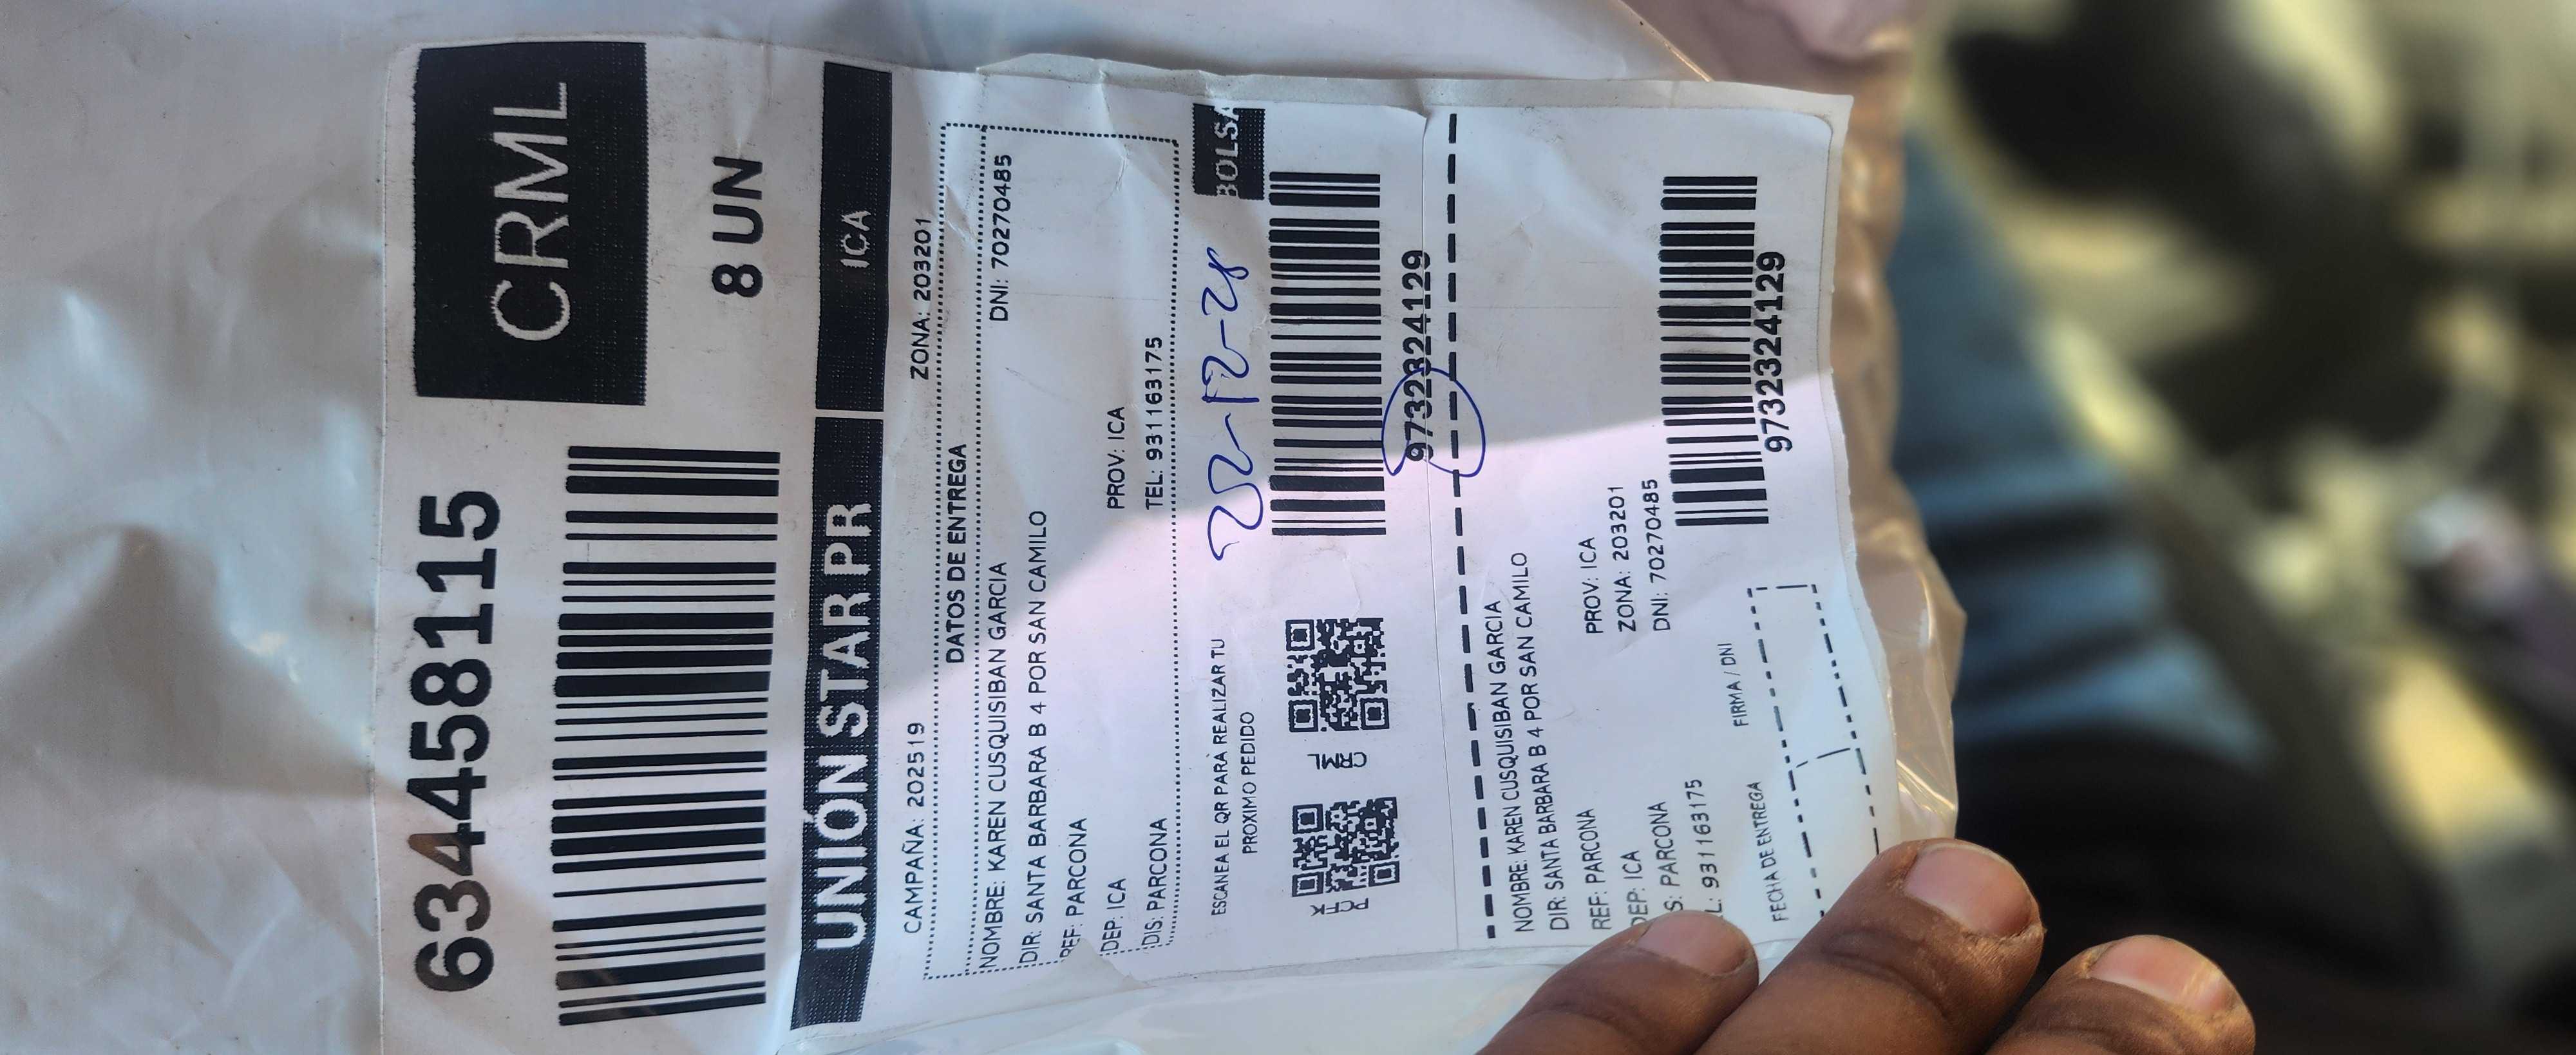 6344458115
CRML
8 UN
UNIÓN STAR PR ICA
CAMPAÑA: 202519 ZONA: 203201
DATOS DE ENTREGA
NOMBRE: KAREN CUSQUISIBAN GARCIA DNI: 70270485
DIR: SANTA BARBARA B 4 POR SAN CAMILO
REF: PARCONA
DEP: ICA PROV: ICA
DIS: PARCONA TEL: 931163175
ESCANEA EL QR PARA REALIZAR TU
PROXIMO PEDIDO
BOLSA
9732324129
NOMBRE: KAREN CUSQUISIBAN GARCIA
DIR: SANTA BARBARA B 4 POR SAN CAMILO
REF: PARCONA
DEP: ICA PROV: ICA
S: PARCONA ZONA: 203201
L: 931163175 DNI: 70270485
9732324129
FECHA DE ENTREGA FIRMA / DNI